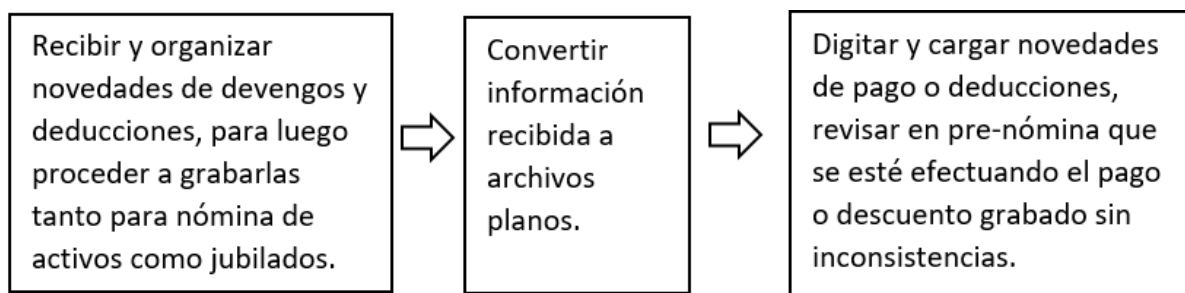 Recibir y organizar
novedades de devengos y
deducciones, para luego
proceder a grabarlas
tanto para nómina de
activos como jubilados.
Convertir
información
recibida a
archivos
planos.
Digitar y cargar novedades
de pago o deducciones,
revisar en pre-nómina que
se esté efectuando el pago
o descuento grabado sin
inconsistencias.